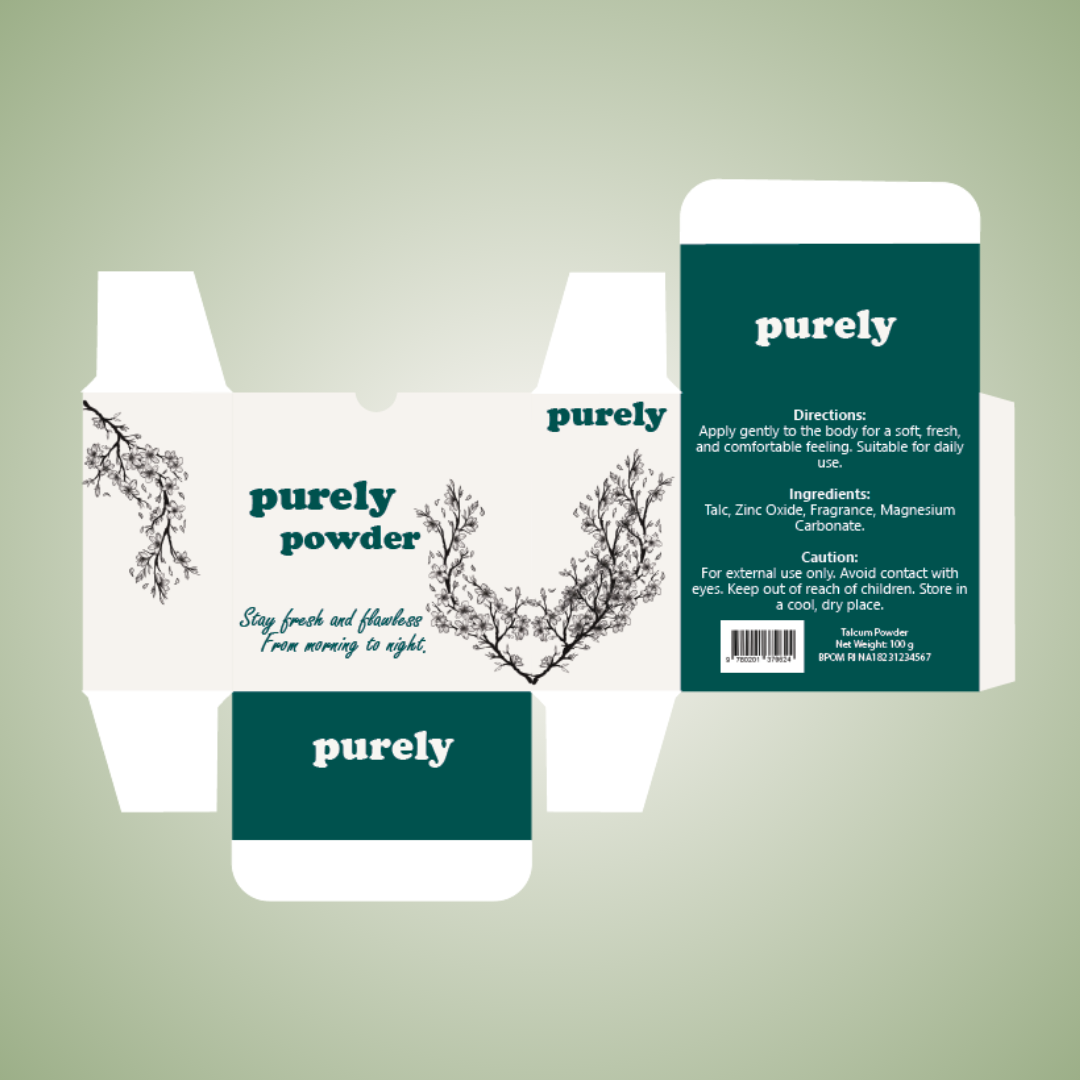 purely
purely
Directions:
Apply gently to the body for a soft, fresh,
and comfortable feeling. Suitable for daily
use.
purely
powder
Ingredients:
Talc, Zinc Oxide, Fragrance, Magnesium
Carbonate.
Caution:
For external use only. Avoid contact with
eyes. Keep out of reach of children. Store in
a cool, dry place.
Stay fresh and flawless
From morning to night.
9 780201 379624
Talcum Powder
Net Weight: 100 g
BPOM RI NA18231234567
purely